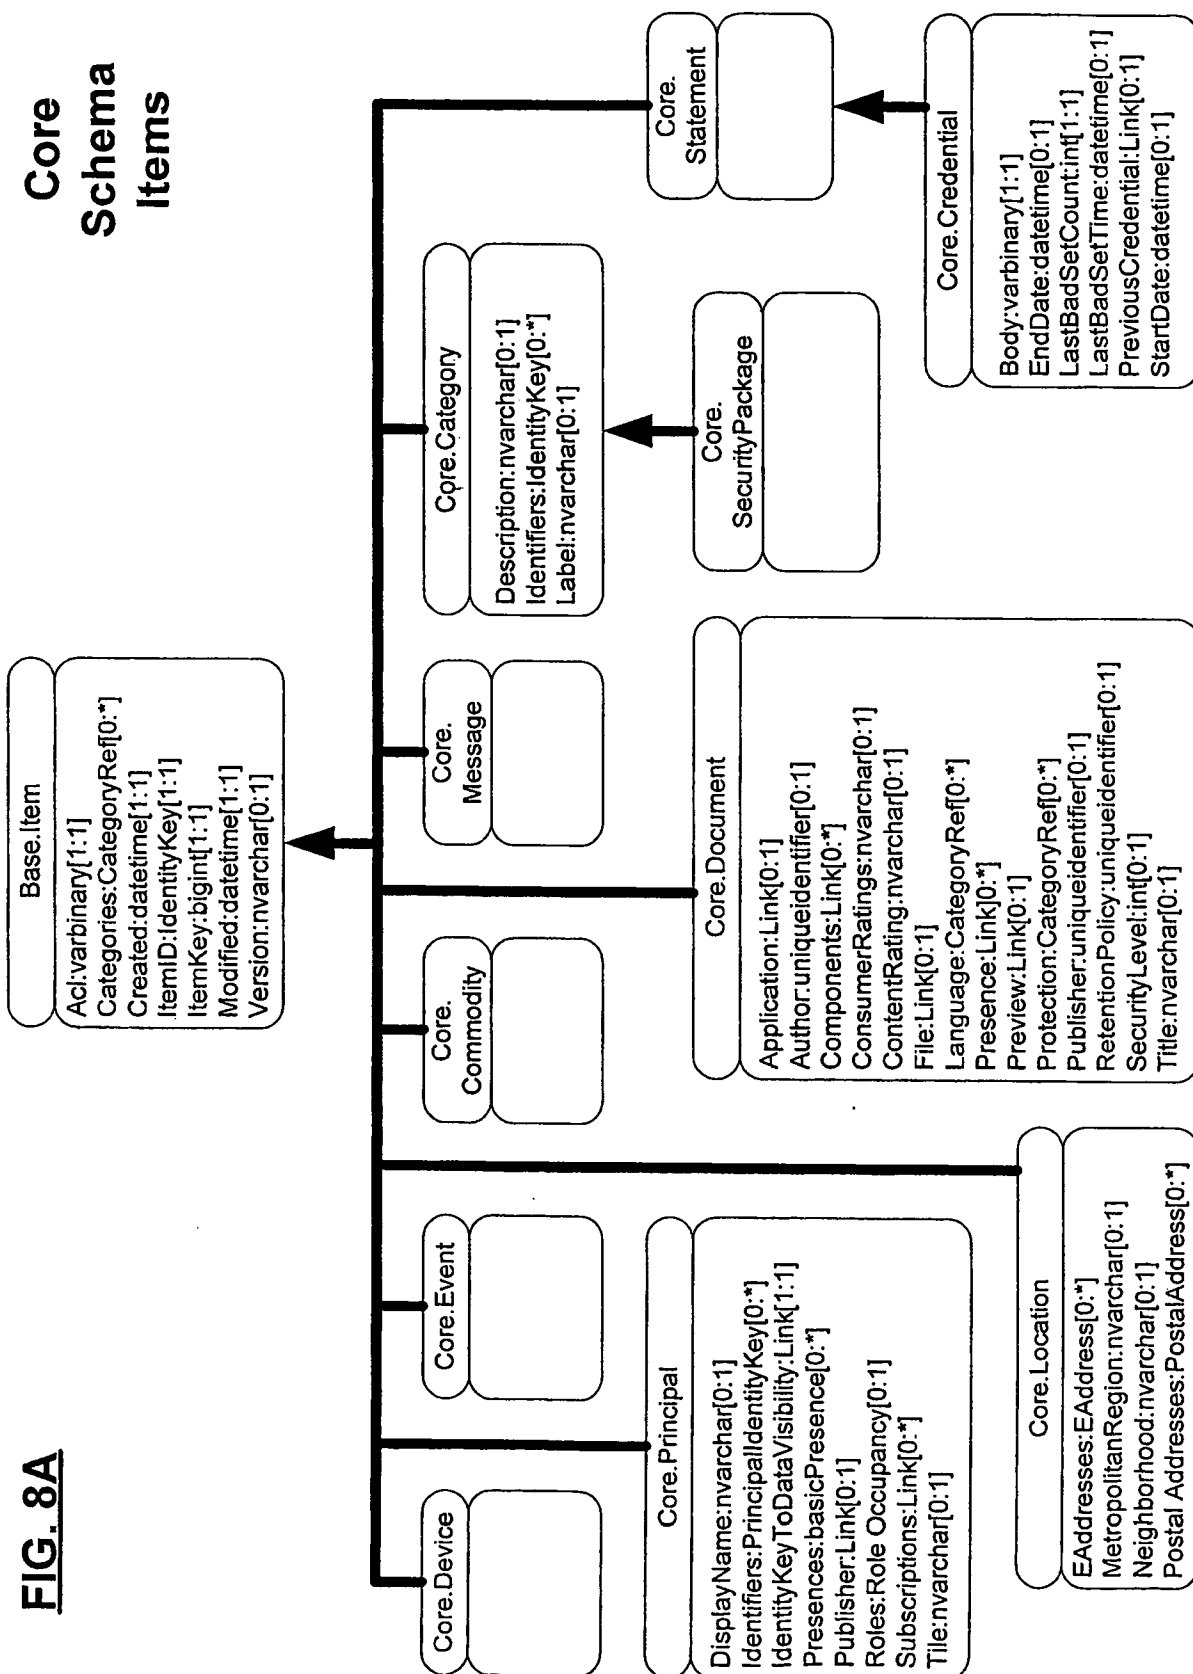 FIG. 8A
Core
Schema
Items
Base.Item
Acl:varbinary[1:1]
Categories:CategoryRef[0:*]
Created:datetime[1:1]
ItemID:IdentityKey[1:1]
ItemKey:bigint[1:1]
Modified:datetime[1:1]
Version:nvarchar[0:1]
Core.Device
Core.Event
Core.
Commodity
Core.
Message
Core.Category
Description:nvarchar[0:1]
Identifiers:IdentityKey[0:*]
Label:nvarchar[0:1]
Core.
Statement
Core.Principal
DisplayName:nvarchar[0:1]
Identifiers:PrincipalIdentityKey[0:*]
IdentityKeyToDataVisibility:Link[1:1]
Presences:basicPresence[0:*]
Publisher:Link[0:1]
Roles:Role Occupancy[0:1]
Subscriptions:Link[0:*]
Tile:nvarchar[0:1]
Core.Document
Application:Link[0:1]
Author:uniqueidentifier[0:1]
Components:Link[0:*]
ConsumerRatings:nvarchar[0:1]
ContentRating:nvarchar[0:1]
File:Link[0:1]
Language:CategoryRef[0:*]
Presence:Link[0:*]
Preview:Link[0:1]
Protection:CategoryRef[0:*]
Publisher:uniqueidentifier[0:1]
RetentionPolicy:uniqueidentifier[0:1]
SecurityLevel:int[0:1]
Title:nvarchar[0:1]
Core.
SecurityPackage
Core.Credential
Body:varbinary[1:1]
EndDate:datetime[0:1]
LastBadSetCount:int[1:1]
LastBadSetTime:datetime[0:1]
PreviousCredential:Link[0:1]
StartDate:datetime[0:1]
Core.Location
EAddresses:EAddress[0:*]
MetropolitanRegion:nvarchar[0:1]
Neighborhood:nvarchar[0:1]
Postal Addresses:PostalAddress[0:*]